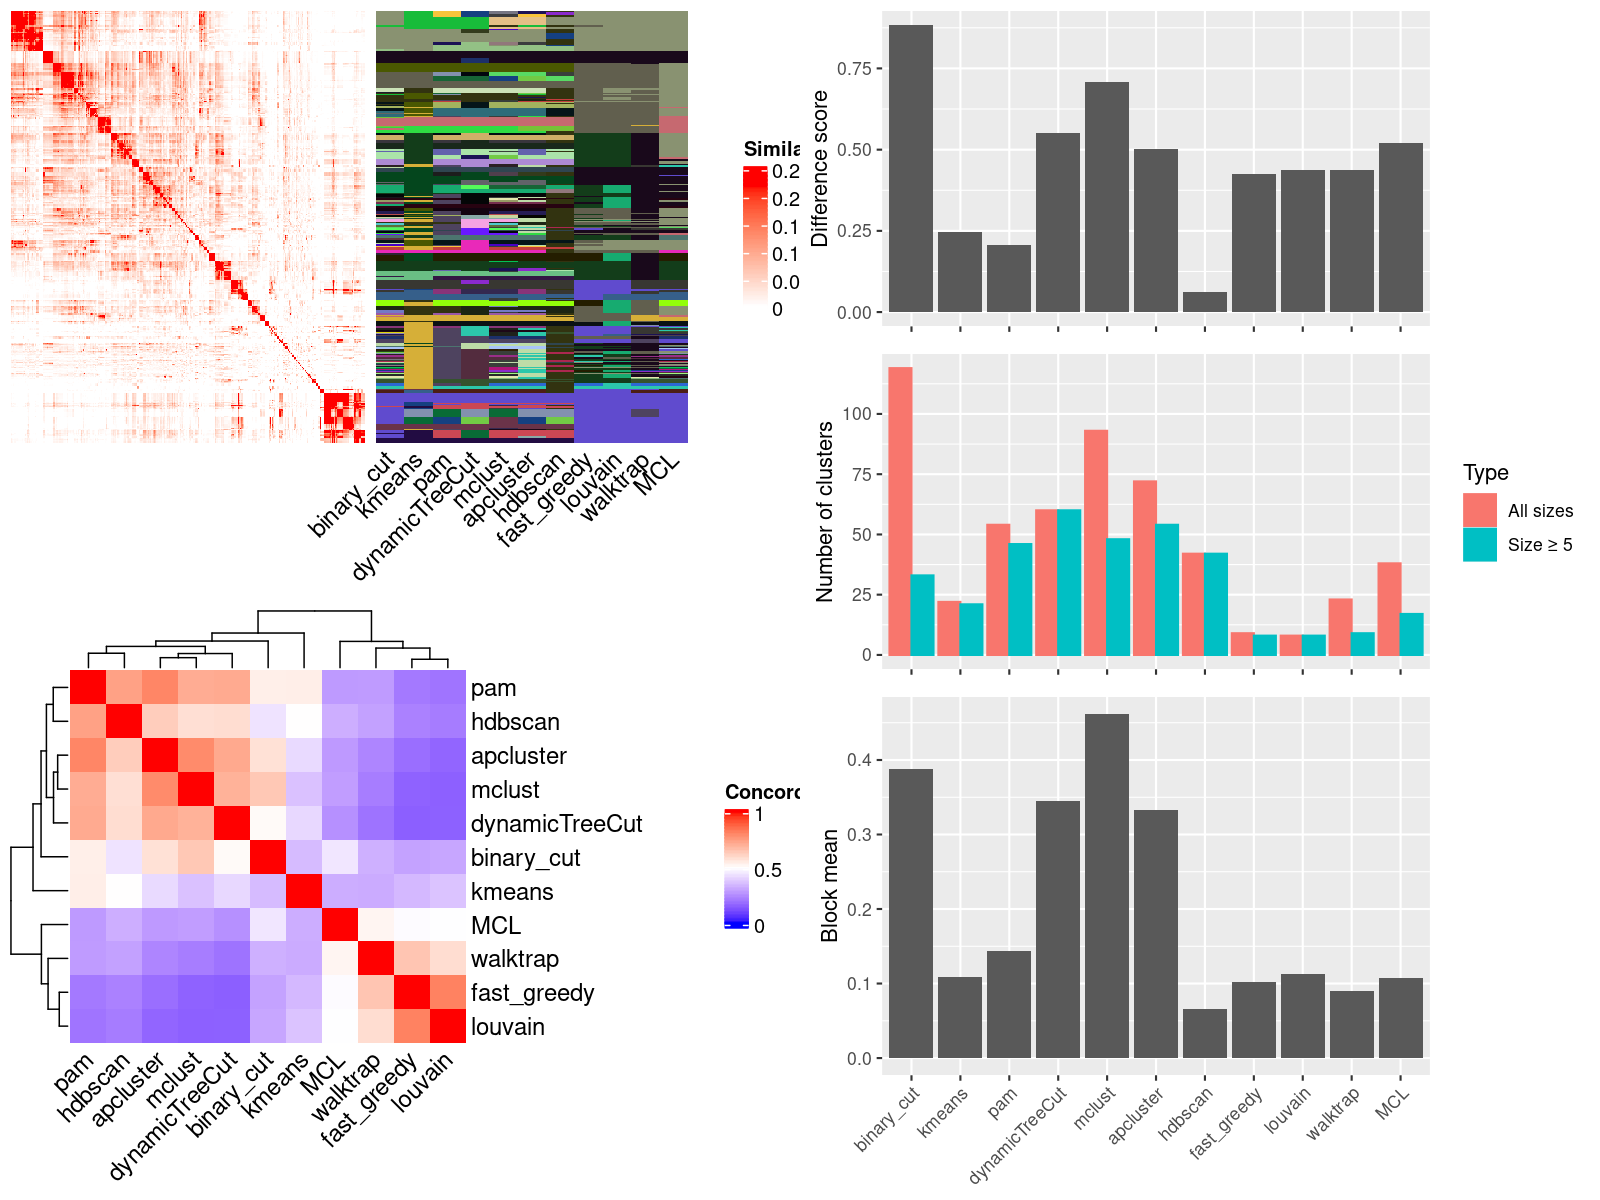 Simila
0.2
0.2
0.1
0.1
0.0
0
binary_cut
kmeans
pam
dynamicTreeCut
mclust
apcluster
hdbscan
fast_greedy
louvain
walktrap
MCL
pam
hdbscan
apcluster
mclust
dynamicTreeCut
binary_cut
kmeans
MCL
walktrap
fast_greedy
louvain
Concord
1
0.5
0
pam
hdbscan
apcluster
mclust
dynamicTreeCut
binary_cut
kmeans
MCL
walktrap
fast_greedy
louvain
Difference score
0.75
0.50
0.25
0.00
Number of clusters
100
75
50
25
0
Type
All sizes
Size ≥ 5
Block mean
0.4
0.3
0.2
0.1
0.0
binary_cut
kmeans
pam
dynamicTreeCut
mclust
apcluster
hdbscan
fast_greedy
louvain
walktrap
MCL